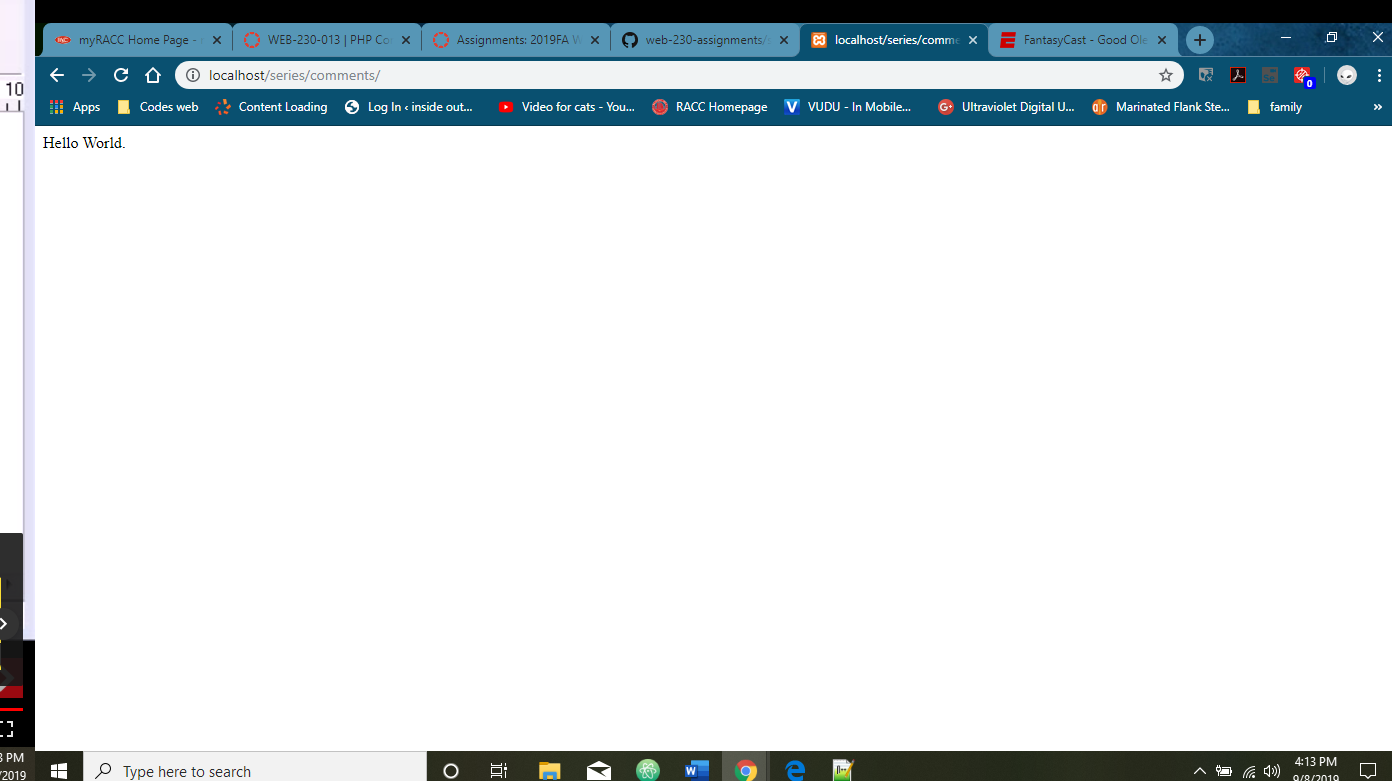 10
myRACC Home Page -
WEB-230-013 | PHP Co
Assignments: 2019FA W
web-230-assignments/
localhost/series/comme
FantasyCast - Good Ole
localhost/series/comments/
0
Apps
Codes web
Content Loading
Log In ‹ inside out...
Video for cats - You...
RACC Homepage
VUDU - In Mobile...
Ultraviolet Digital U...
Marinated Flank Ste...
family
»
Hello World.
3 PM
/2019
Type here to search
4:13 PM
9/8/2019